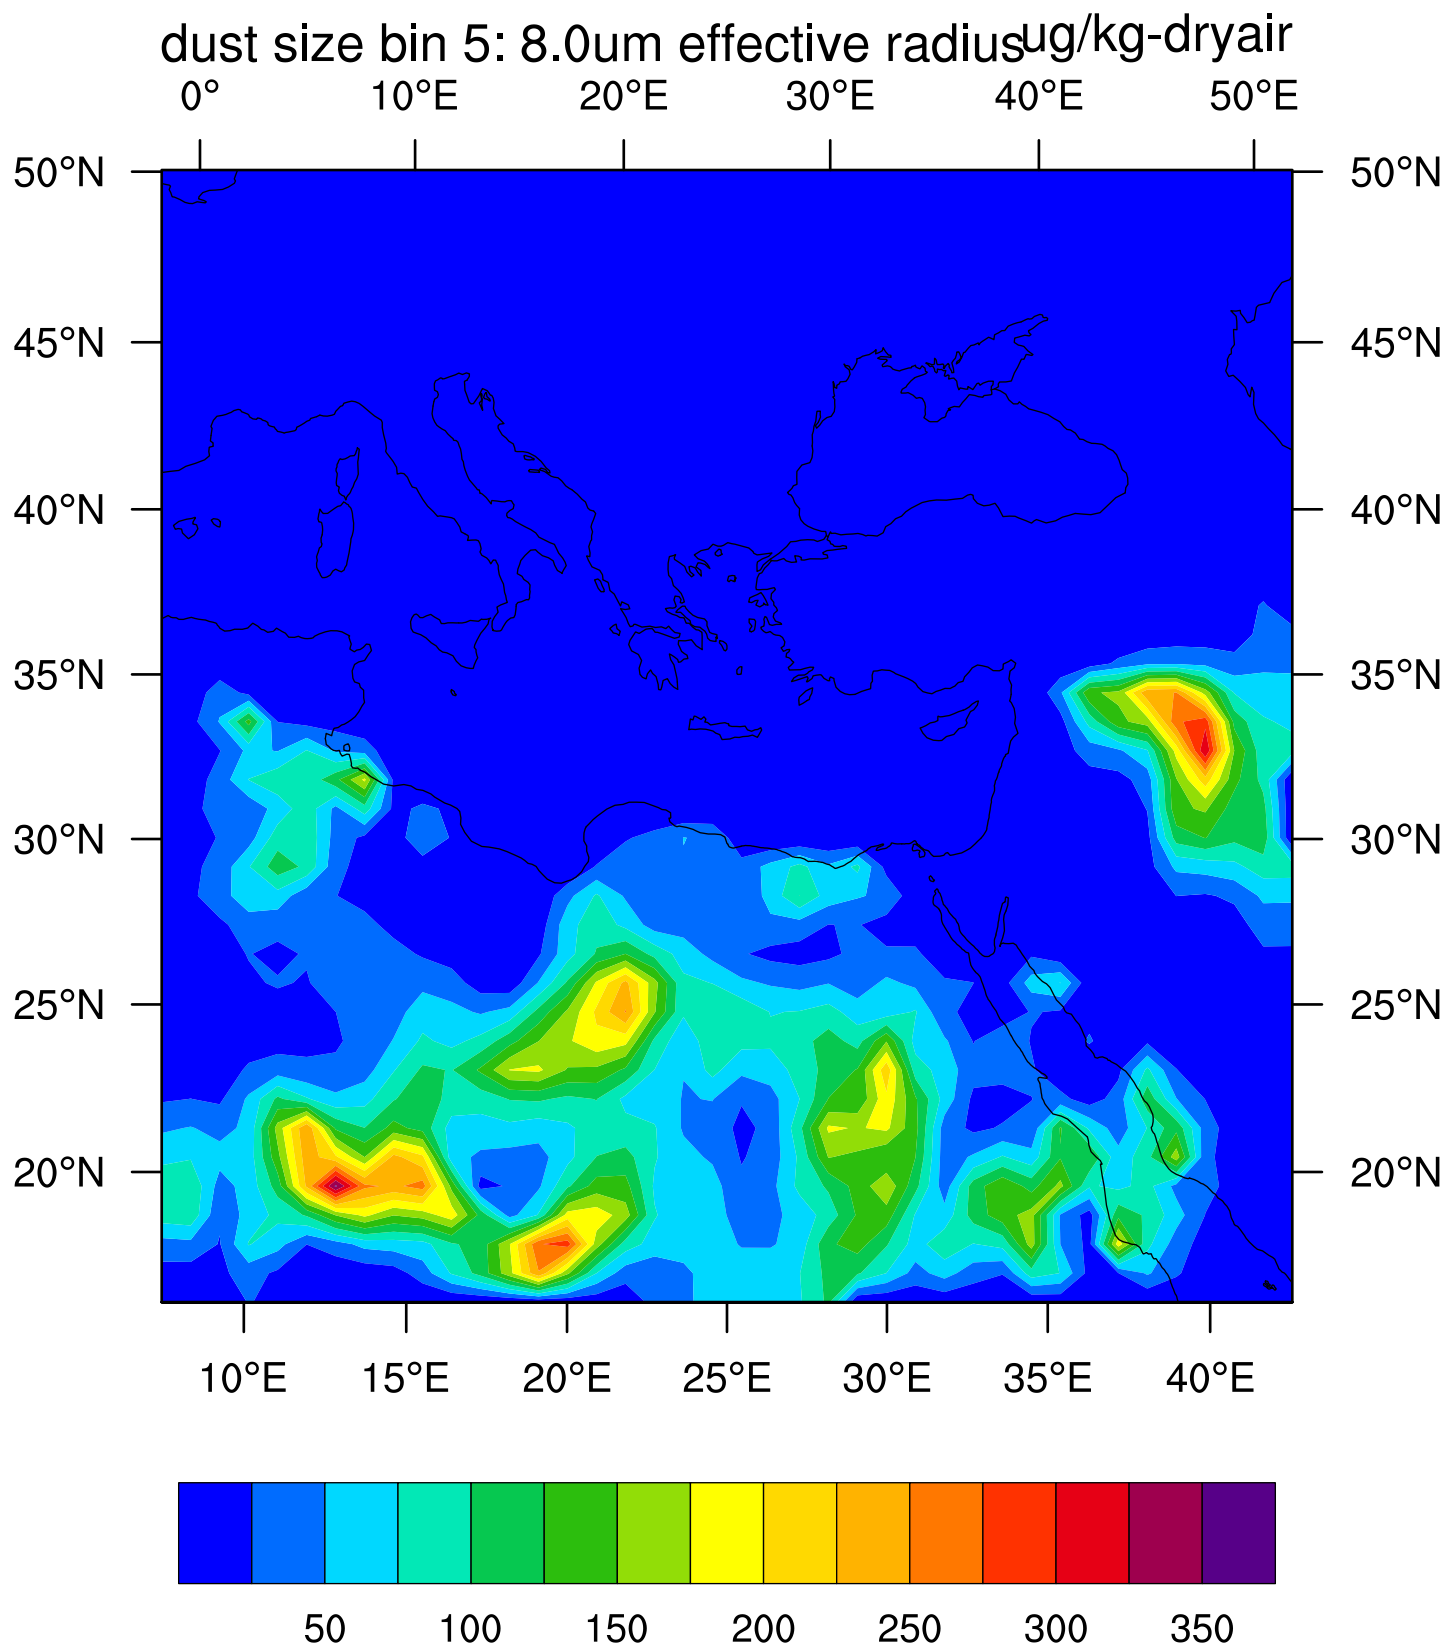 dust size bin 5: 8.0um effective radius ug/kg-dryair
0° 10°E 20°E 30°E 40°E 50°E
50°N 50°N
45°N 45°N
40°N 40°N
35°N 35°N
30°N 30°N
25°N 25°N
20°N 20°N
10°E 15°E 20°E 25°E 30°E 35°E 40°E
50 100 150 200 250 300 350